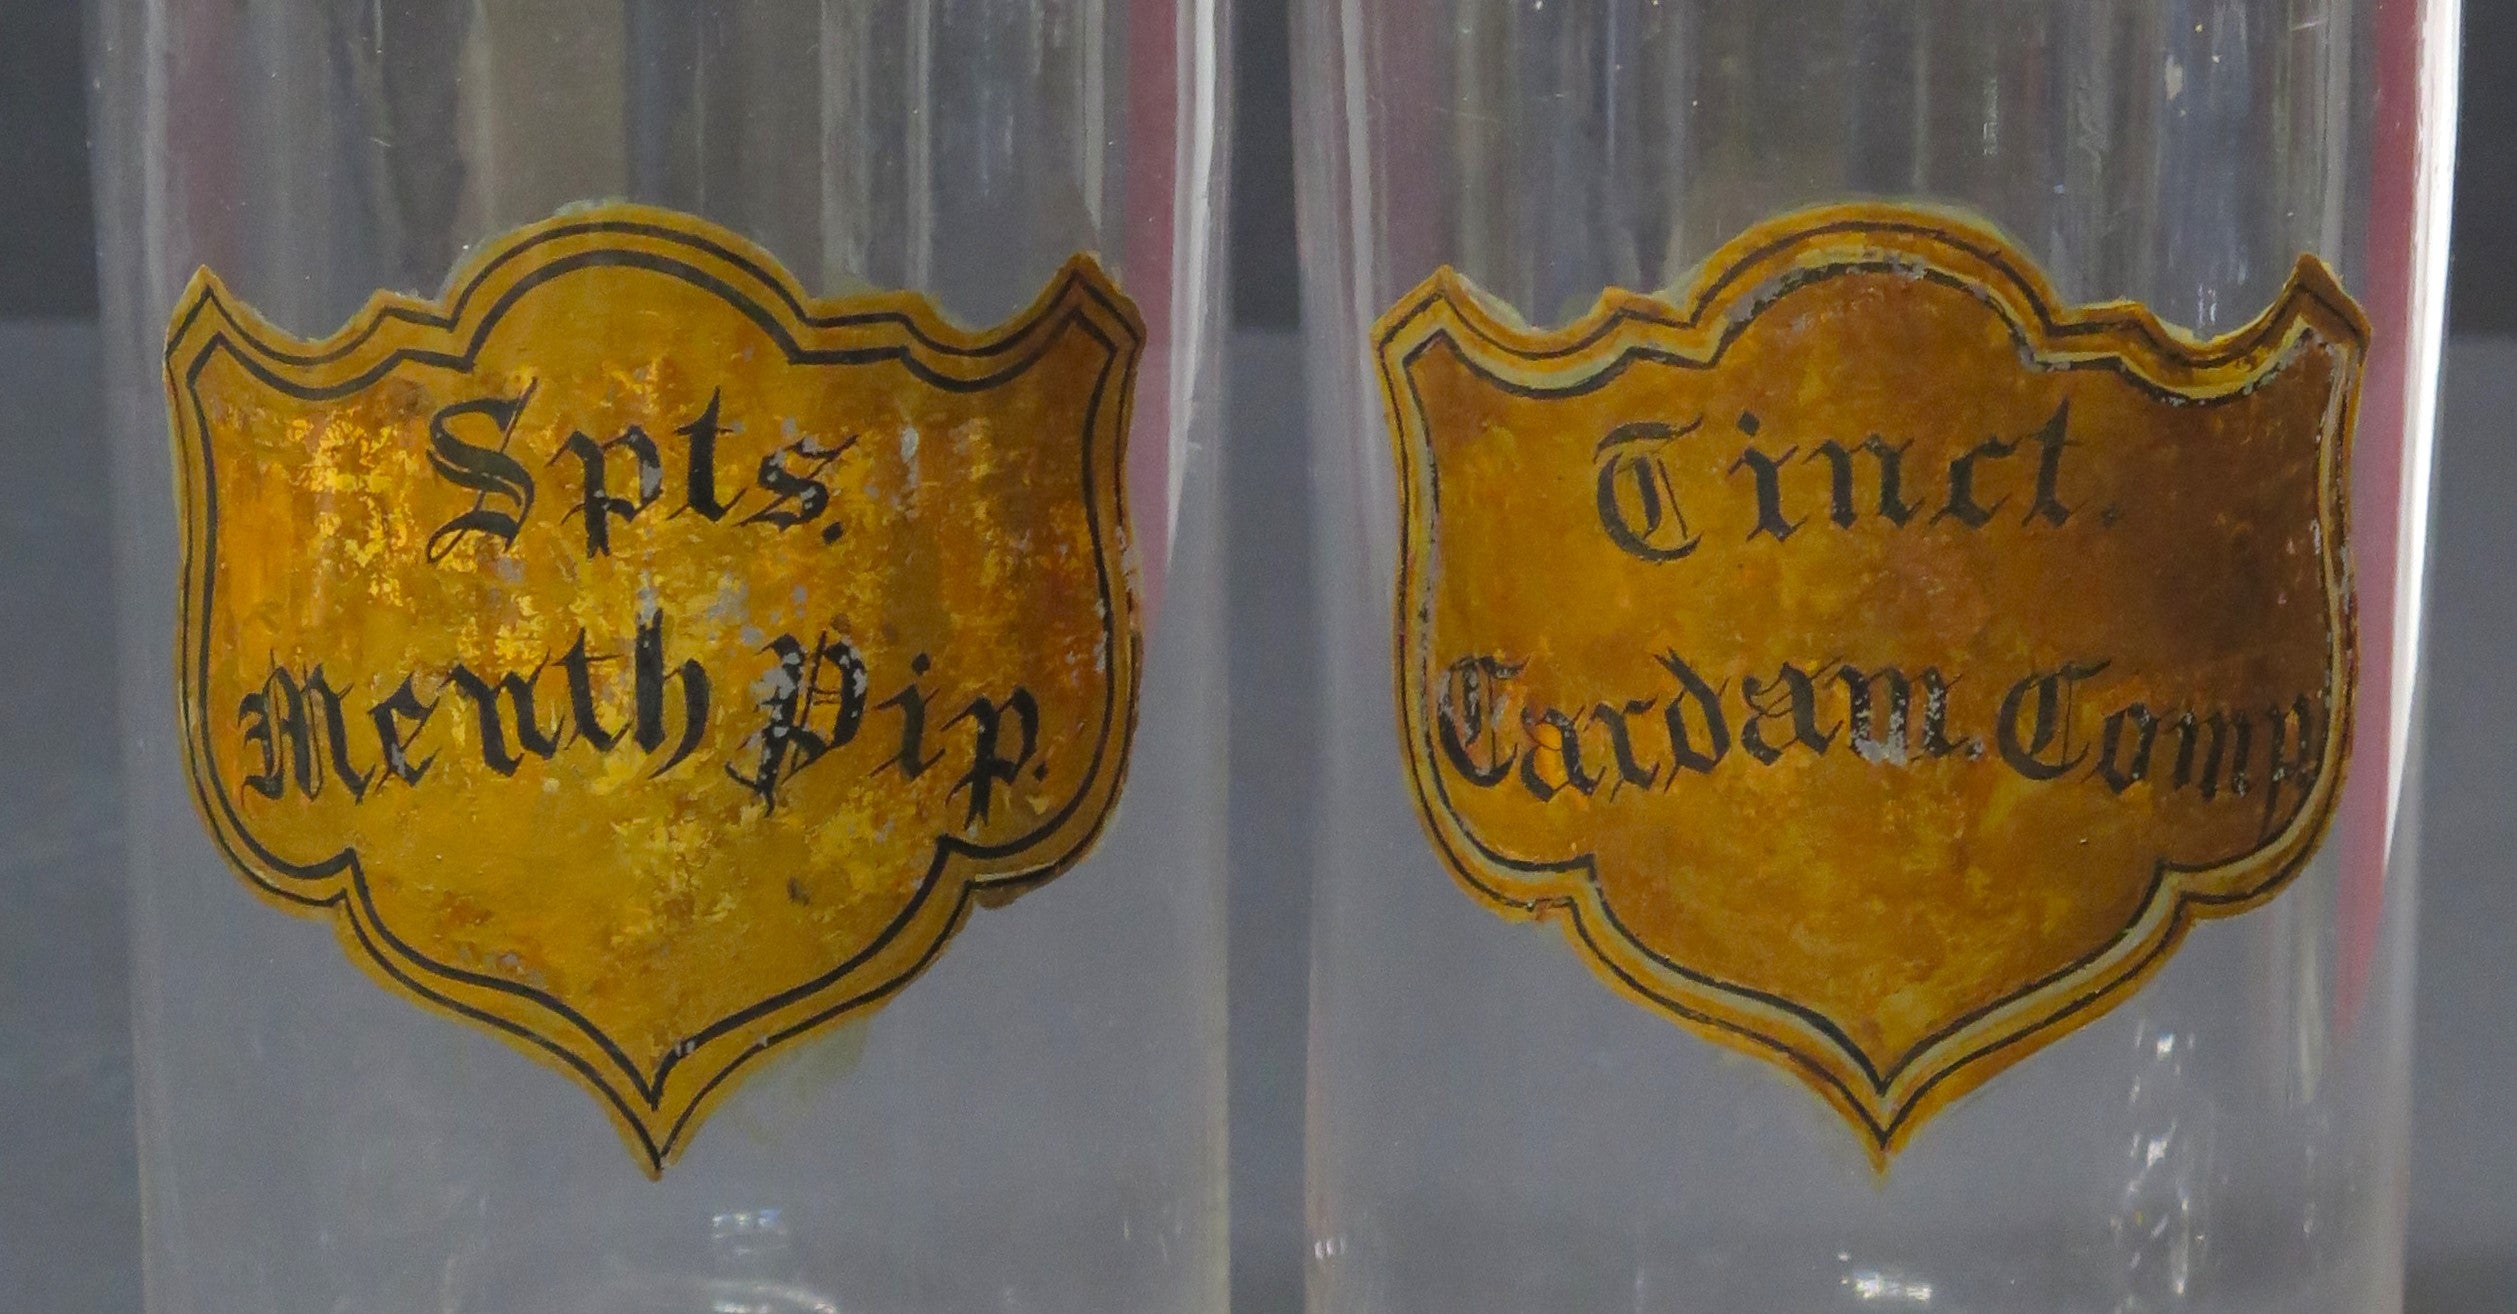 Spts.
Menth Pip.
Tinct.
Cardam. Comp